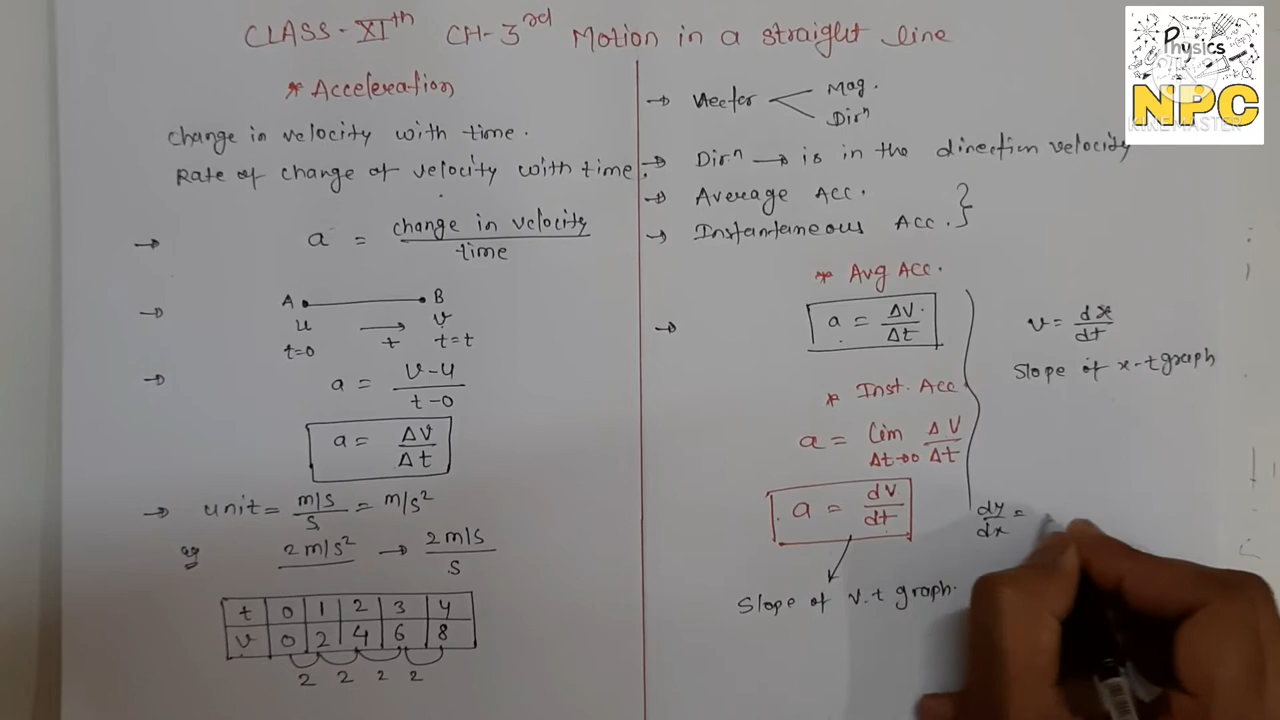 CLASS-XIth CH-3rd Motion in a straight line
* Acceleration
Change in velocity with time.
Rate of change of velocity with time.
→ a = change in velocity / time
→ A B
u → v
t=0 t t=t
→ a = v-u / t-0
a = Δv / Δt
→ unit = m/s / s = m/s²
eg 2m/s² → 2m/s / s
t 0 1 2 3 4
v 0 2 4 6 8
2 2 2 2
→ Vector < Mag.
Dirⁿ
→ Dirⁿ → is in the direction velocity
→ Average Acc.
→ Instantaneous Acc. }
* Avg Acc.
→ a = Δv / Δt
* Inst. Acc
a = lim Δt→0 ΔV / Δt
a = dv / dt
Slope of v.t graph.
v = dx / dt
Slope of x-t graph
dy / dx =
Physics
NPC
KINEMASTER